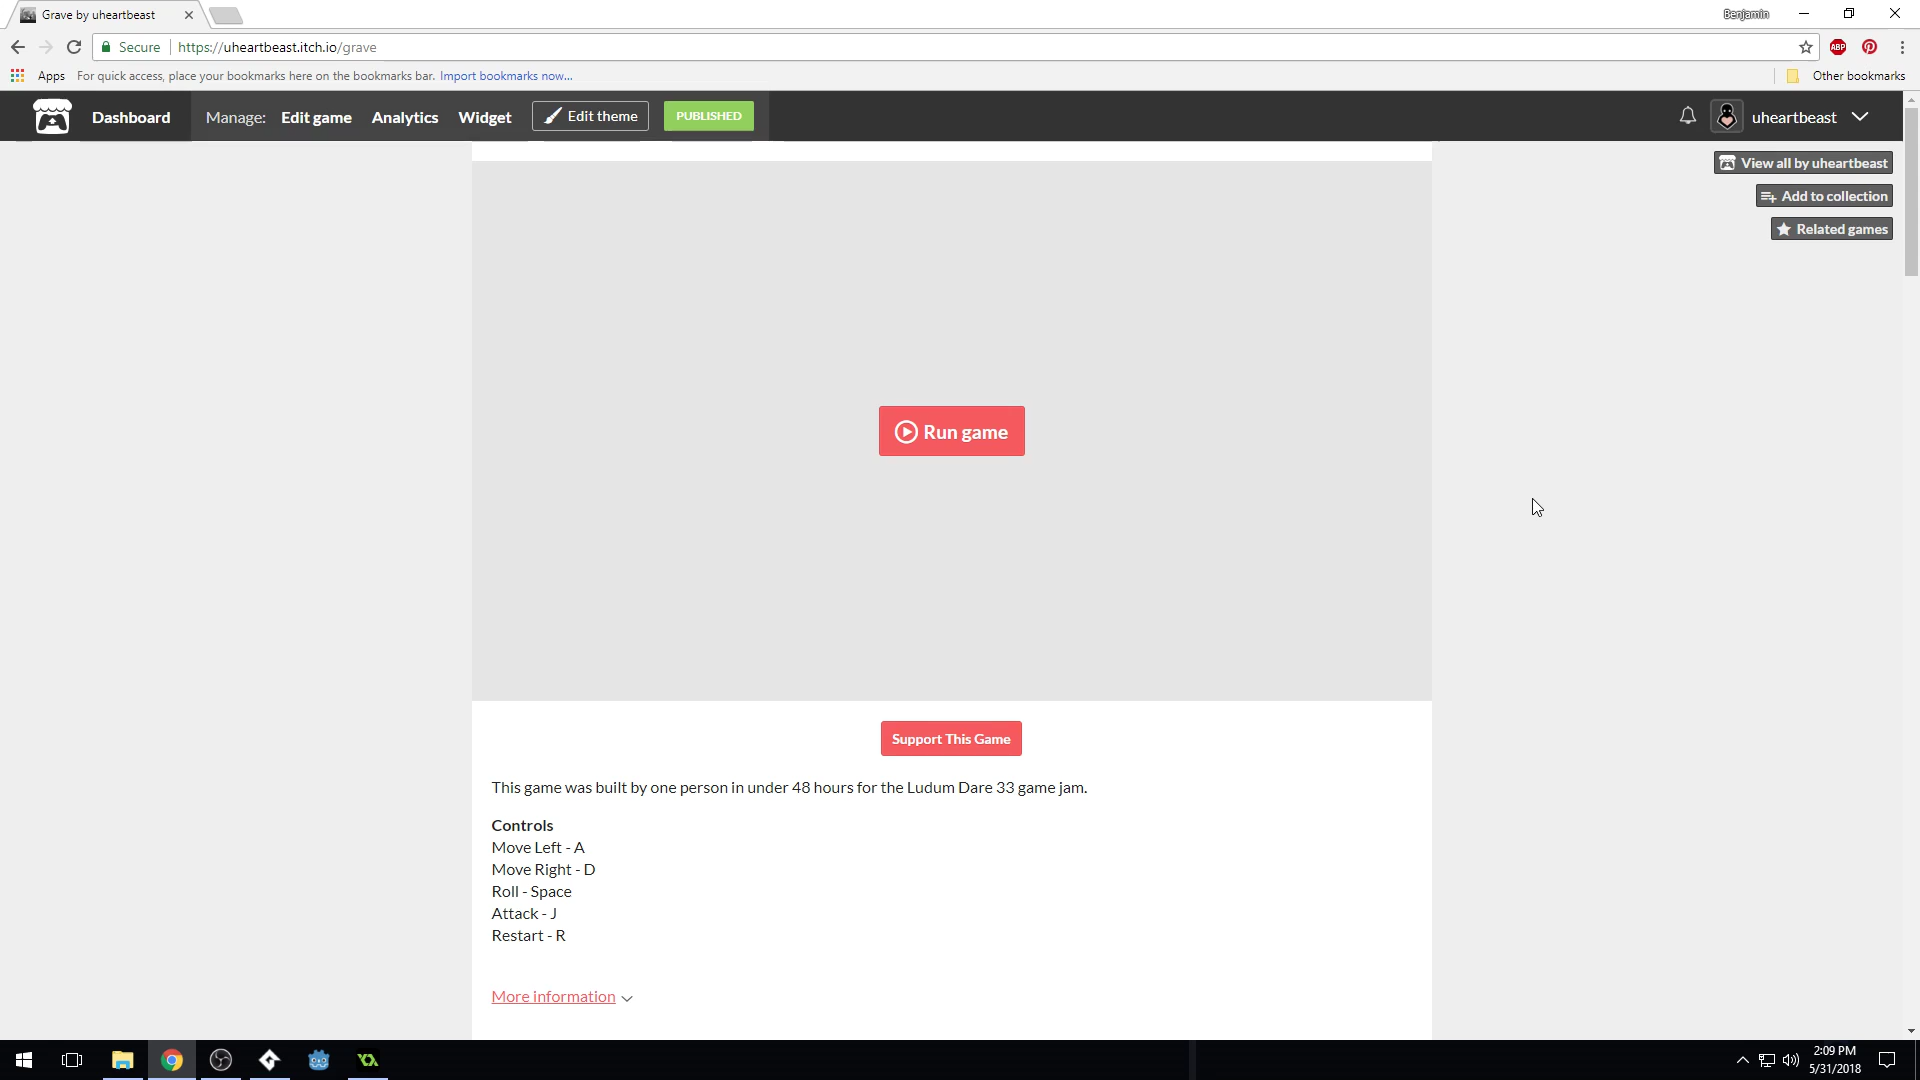 Grave by uheartbeast
Benjamin
Secure
https://uheartbeast.itch.io/grave
ABP
Apps
For quick access, place your bookmarks here on the bookmarks bar. Import bookmarks now...
Other bookmarks
Dashboard
Manage: Edit game Analytics Widget
Edit theme
PUBLISHED
uheartbeast
View all by uheartbeast
Add to collection
Related games
Run game
Support This Game
This game was built by one person in under 48 hours for the Ludum Dare 33 game jam.
Controls
Move Left - A
Move Right - D
Roll - Space
Attack - J
Restart - R
More information
2:09 PM
5/31/2018